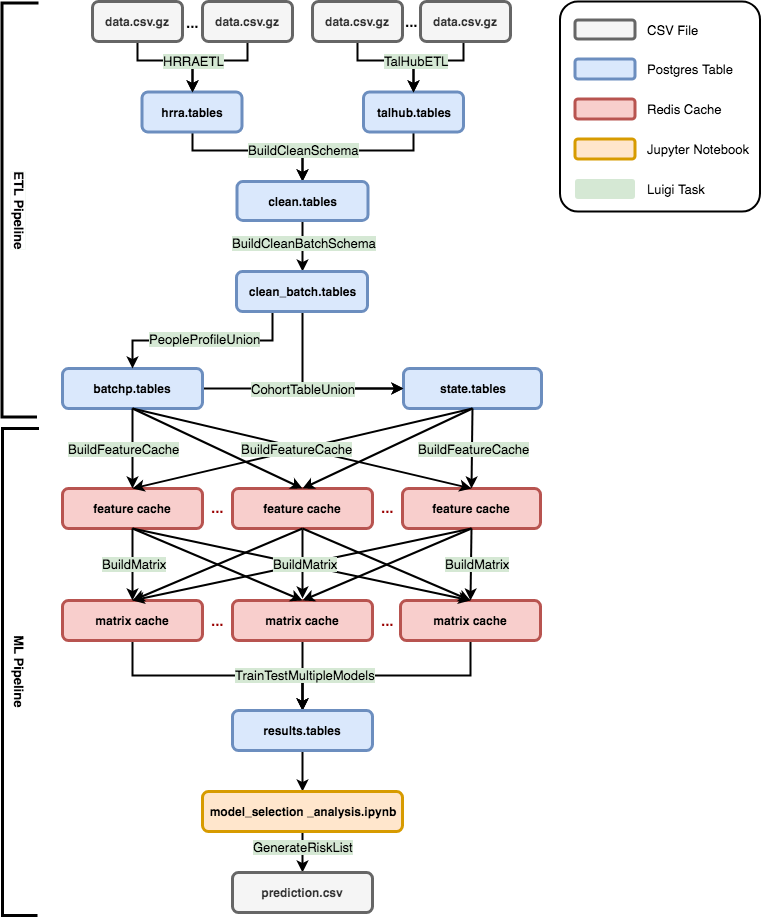 data.csv.gz ... data.csv.gz
data.csv.gz ... data.csv.gz
HRRAETL
TalHubETL
hrra.tables
talhub.tables
BuildCleanSchema
clean.tables
BuildCleanBatchSchema
clean_batch.tables
PeopleProfileUnion
batchp.tables
CohortTableUnion
state.tables
ETL Pipeline
BuildFeatureCache
BuildFeatureCache
BuildFeatureCache
feature cache ... feature cache ... feature cache
BuildMatrix
BuildMatrix
BuildMatrix
matrix cache ... matrix cache ... matrix cache
TrainTestMultipleModels
results.tables
model_selection _analysis.ipynb
GenerateRiskList
prediction.csv
ML Pipeline
CSV File
Postgres Table
Redis Cache
Jupyter Notebook
Luigi Task